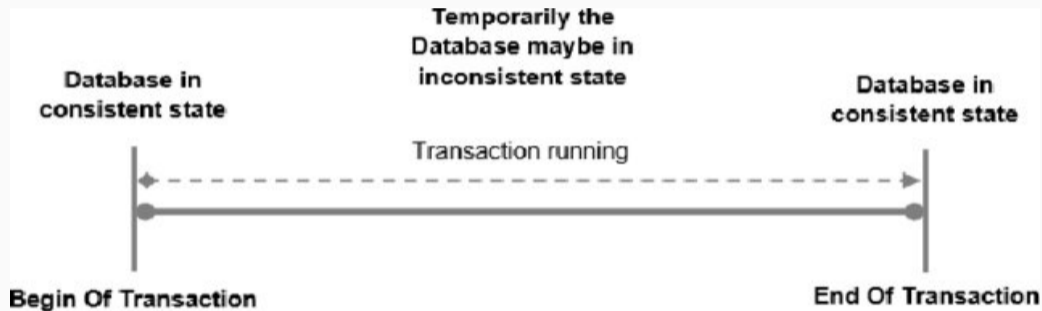 Temporarily the
Database maybe in
inconsistent state
Database in
consistent state
Database in
consistent state
Transaction running
Begin Of Transaction
End Of Transaction